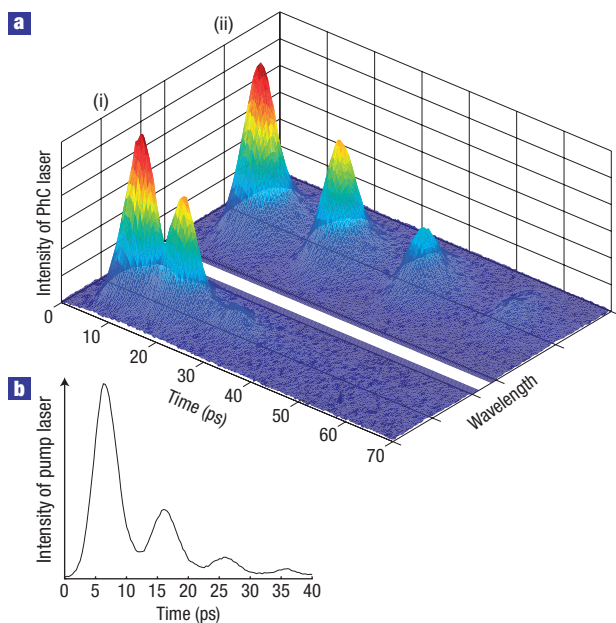 a
(ii)
(i)
Intensity of PhC laser
0
10
20
30
40
50
60
70
Time (ps)
Wavelength
b
Intensity of pump laser
0 5 10 15 20 25 30 35 40
Time (ps)